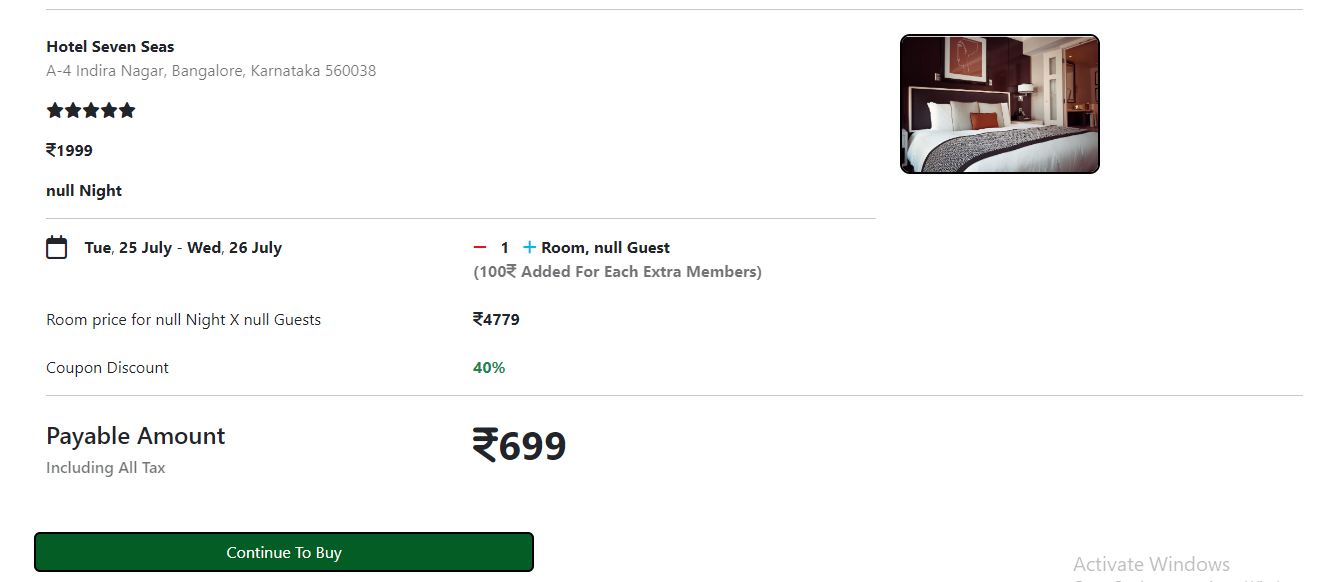 Hotel Seven Seas
A-4 Indira Nagar, Bangalore, Karnataka 560038
₹1999
null Night
Tue, 25 July - Wed, 26 July
1 + Room, null Guest
(100₹ Added For Each Extra Members)
Room price for null Night X null Guests
₹4779
Coupon Discount
40%
Payable Amount
₹699
Including All Tax
Continue To Buy
Activate Windows